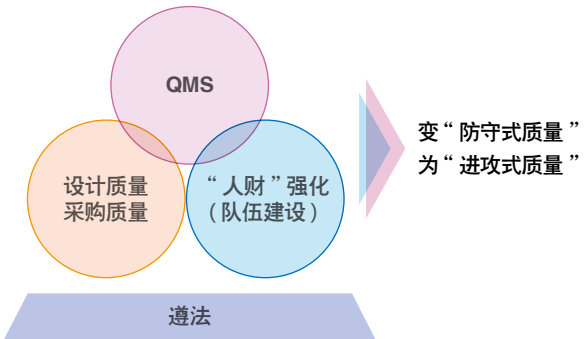 QMS
设计质量
采购质量
“人财”强化
(队伍建设)
遵法
变“防守式质量”
为“进攻式质量”